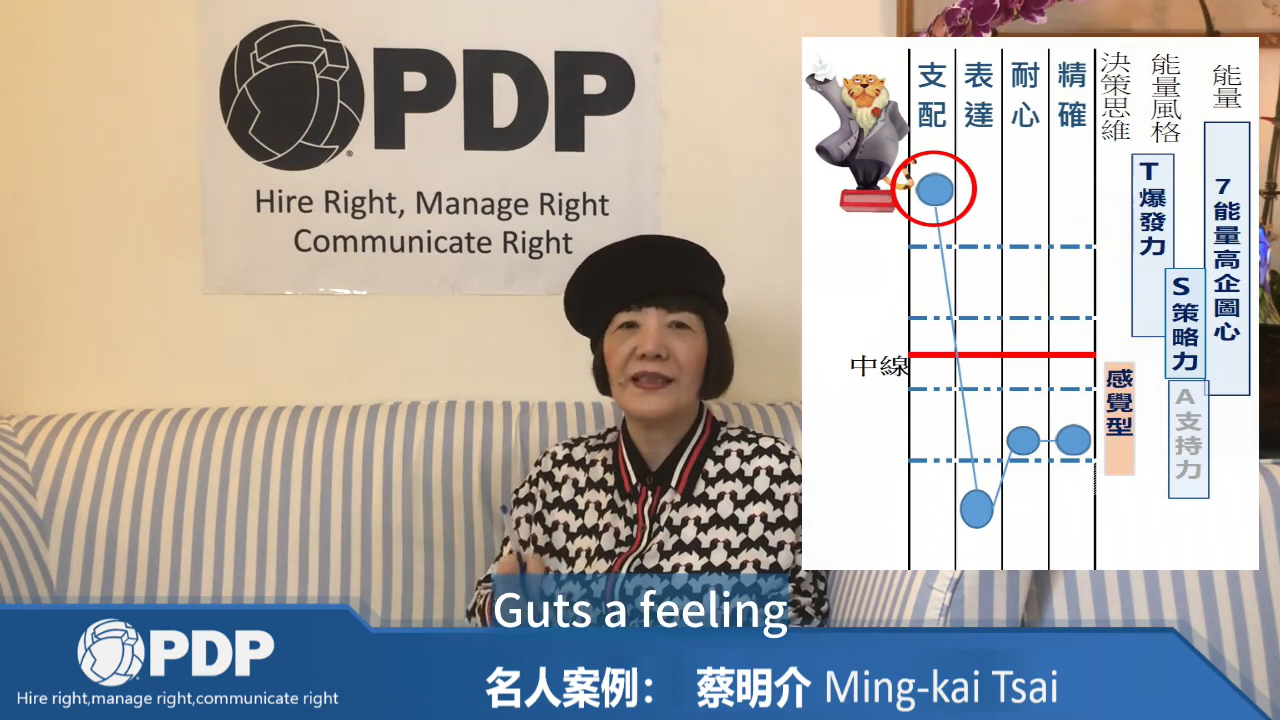 PDP
Hire Right, Manage Right
Communicate Right
支配
表達
耐心
精確
決策思維
能量風格
能量
T爆發力
7能量高企圖心
S策略力
中線
感覺型
A支持力
Guts a feeling
PDP
Hire right,manage right,communicate right
名人案例： 蔡明介 Ming-kai Tsai